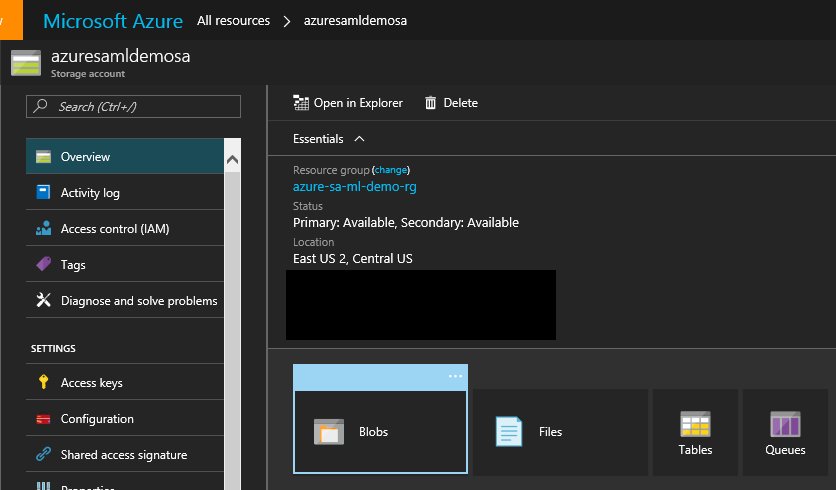 Microsoft Azure All resources > azuresamldemosa
azuresamldemosa
Storage account
Search (Ctrl+/)
Overview
Activity log
Access control (IAM)
Tags
Diagnose and solve problems
SETTINGS
Access keys
Configuration
Shared access signature
Properties
Open in Explorer Delete
Essentials
Resource group (change)
azure-sa-ml-demo-rg
Status
Primary: Available, Secondary: Available
Location
East US 2, Central US
...
Blobs
Files
Tables
Queues